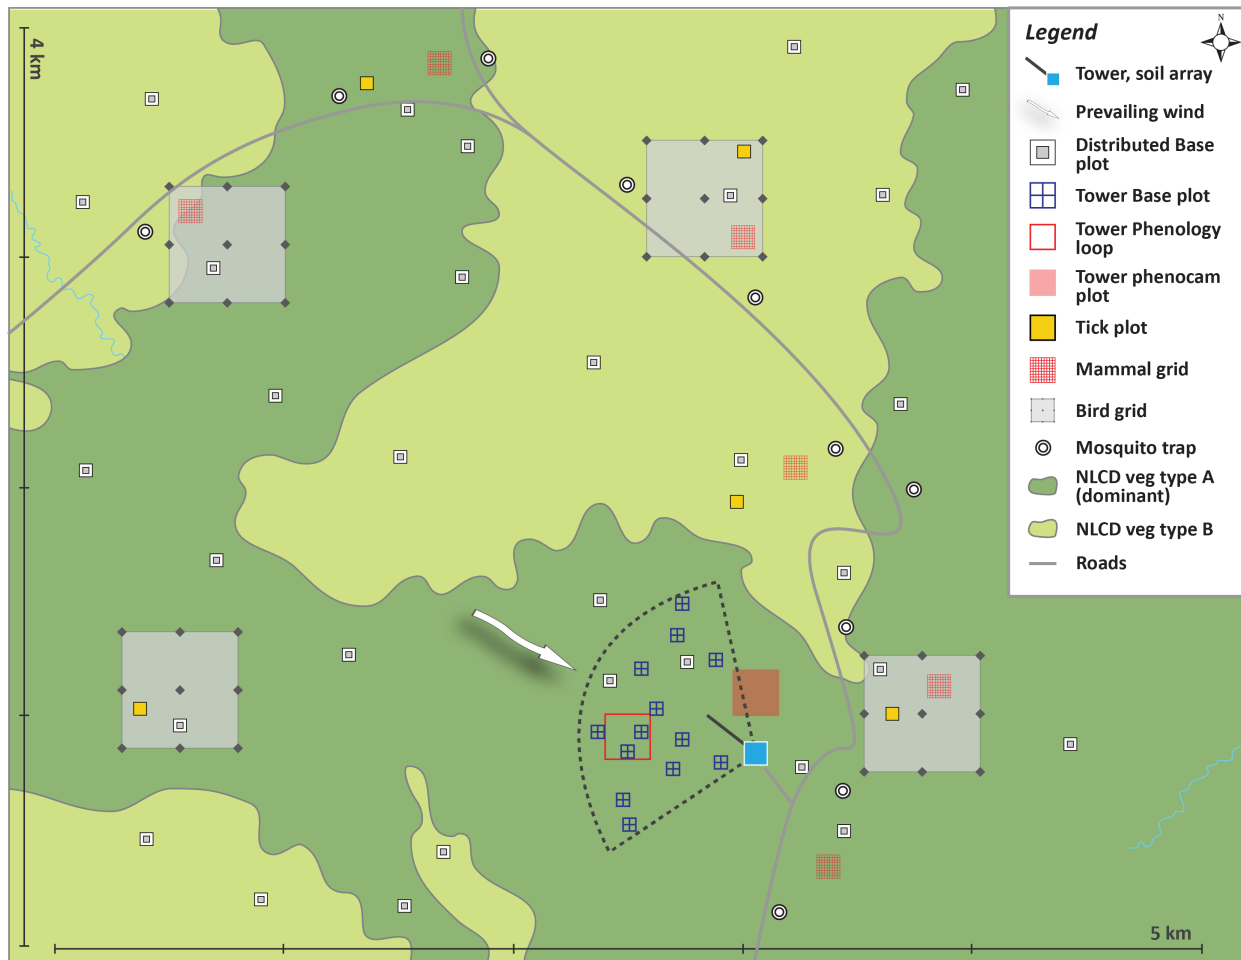 4 km
Legend
N
Tower, soil array
Prevailing wind
Distributed Base
plot
Tower Base plot
Tower Phenology
loop
Tower phenocam
plot
Tick plot
Mammal grid
Bird grid
Mosquito trap
NLCD veg type A
(dominant)
NLCD veg type B
Roads
5 km